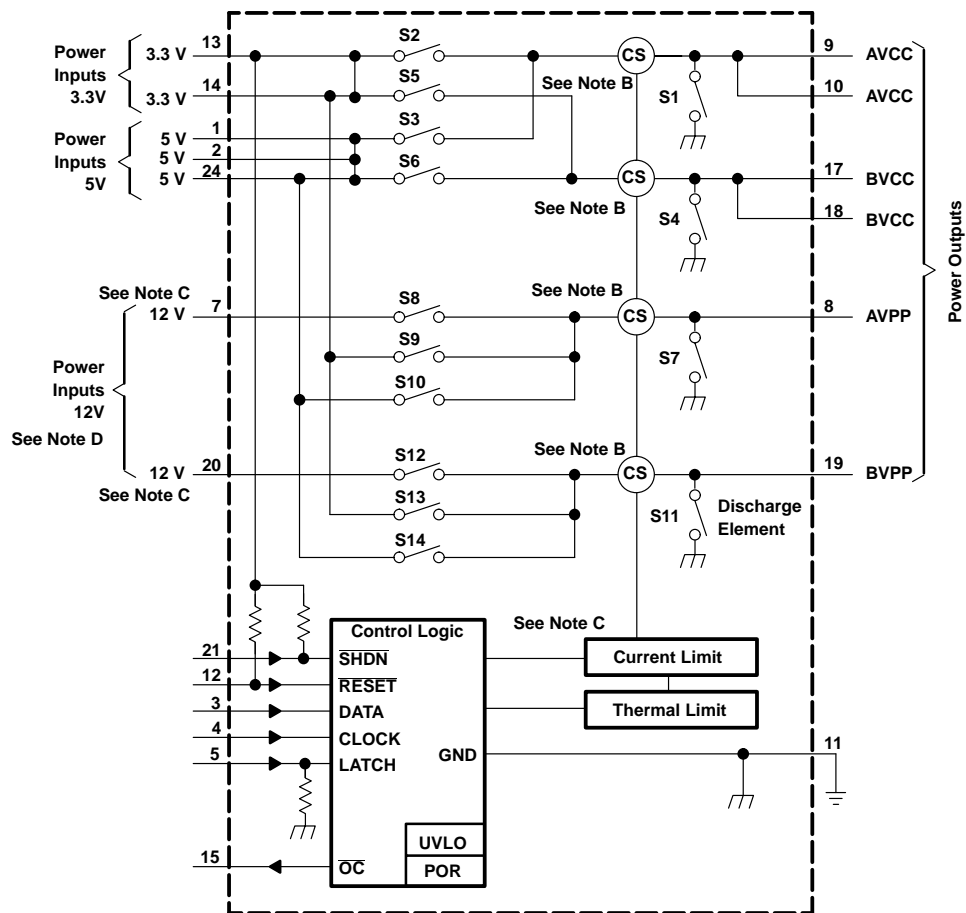 S2
13
3.3 V
Power
Inputs
3.3V
CS
9
AVCC
See Note B
S5
14
3.3 V
S1
10
AVCC
S3
1
5 V
Power
Inputs
5V
2
5 V
S6
24
5 V
CS
17
BVCC
See Note B
S4
18
BVCC
Power Outputs
See Note C
12 V
7
S8
See Note B
CS
8
AVPP
S9
S7
S10
Power
Inputs
12V
See Note D
12 V
20
See Note C
S12
See Note B
CS
19
BVPP
S13
S11
Discharge
Element
S14
See Note C
Control Logic
Current Limit
Thermal Limit
21
SHDN
12
RESET
3
DATA
4
CLOCK
5
LATCH
GND
11
UVLO
POR
15
OC